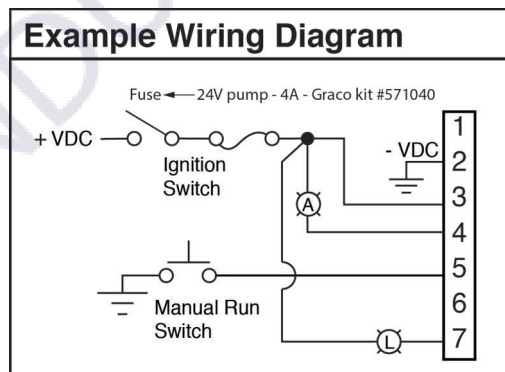 Example Wiring Diagram
Fuse 24V pump - 4A - Graco kit #571040
+ VDC
Ignition
Switch
- VDC
1
2
3
4
5
6
7
A
Manual Run
Switch
L